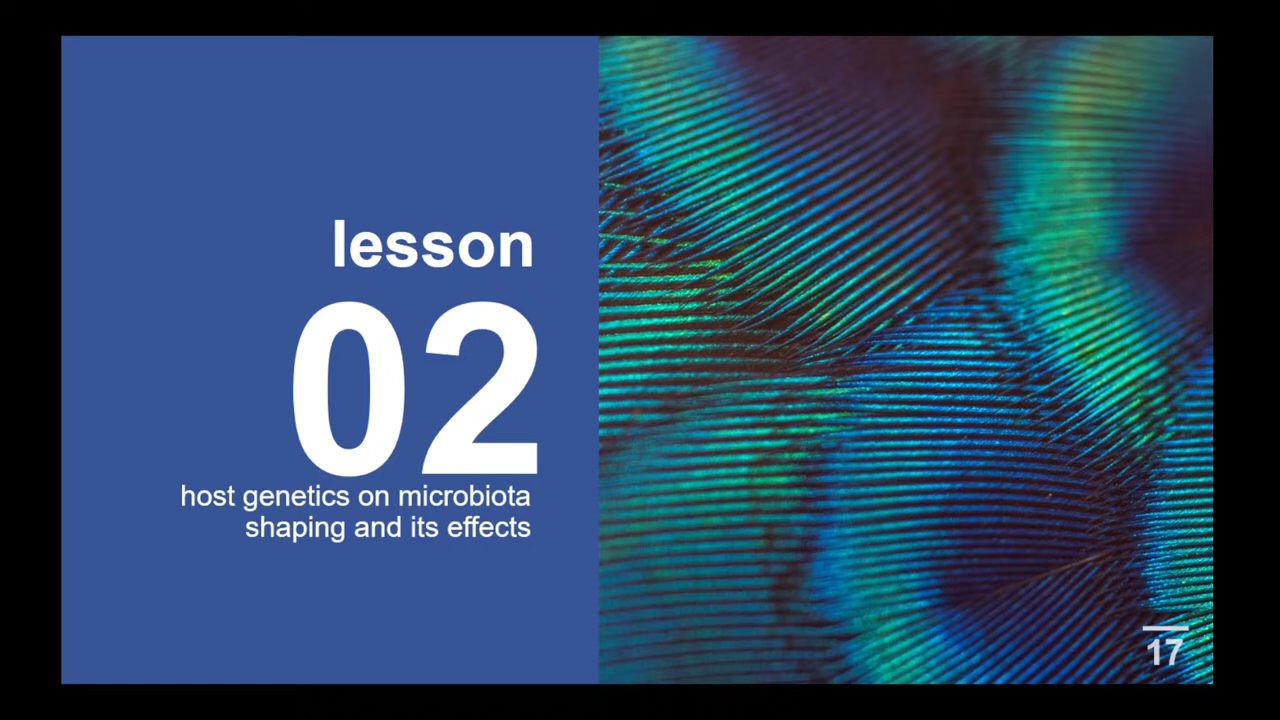 lesson
02
host genetics on microbiota
shaping and its effects
17